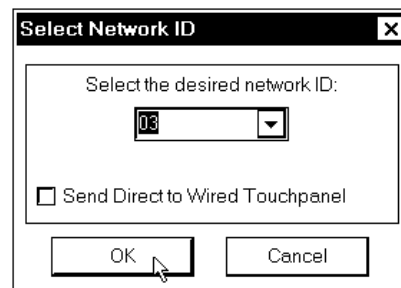 Select Network ID
Select the desired network ID:
03
Send Direct to Wired Touchpanel
OK
Cancel